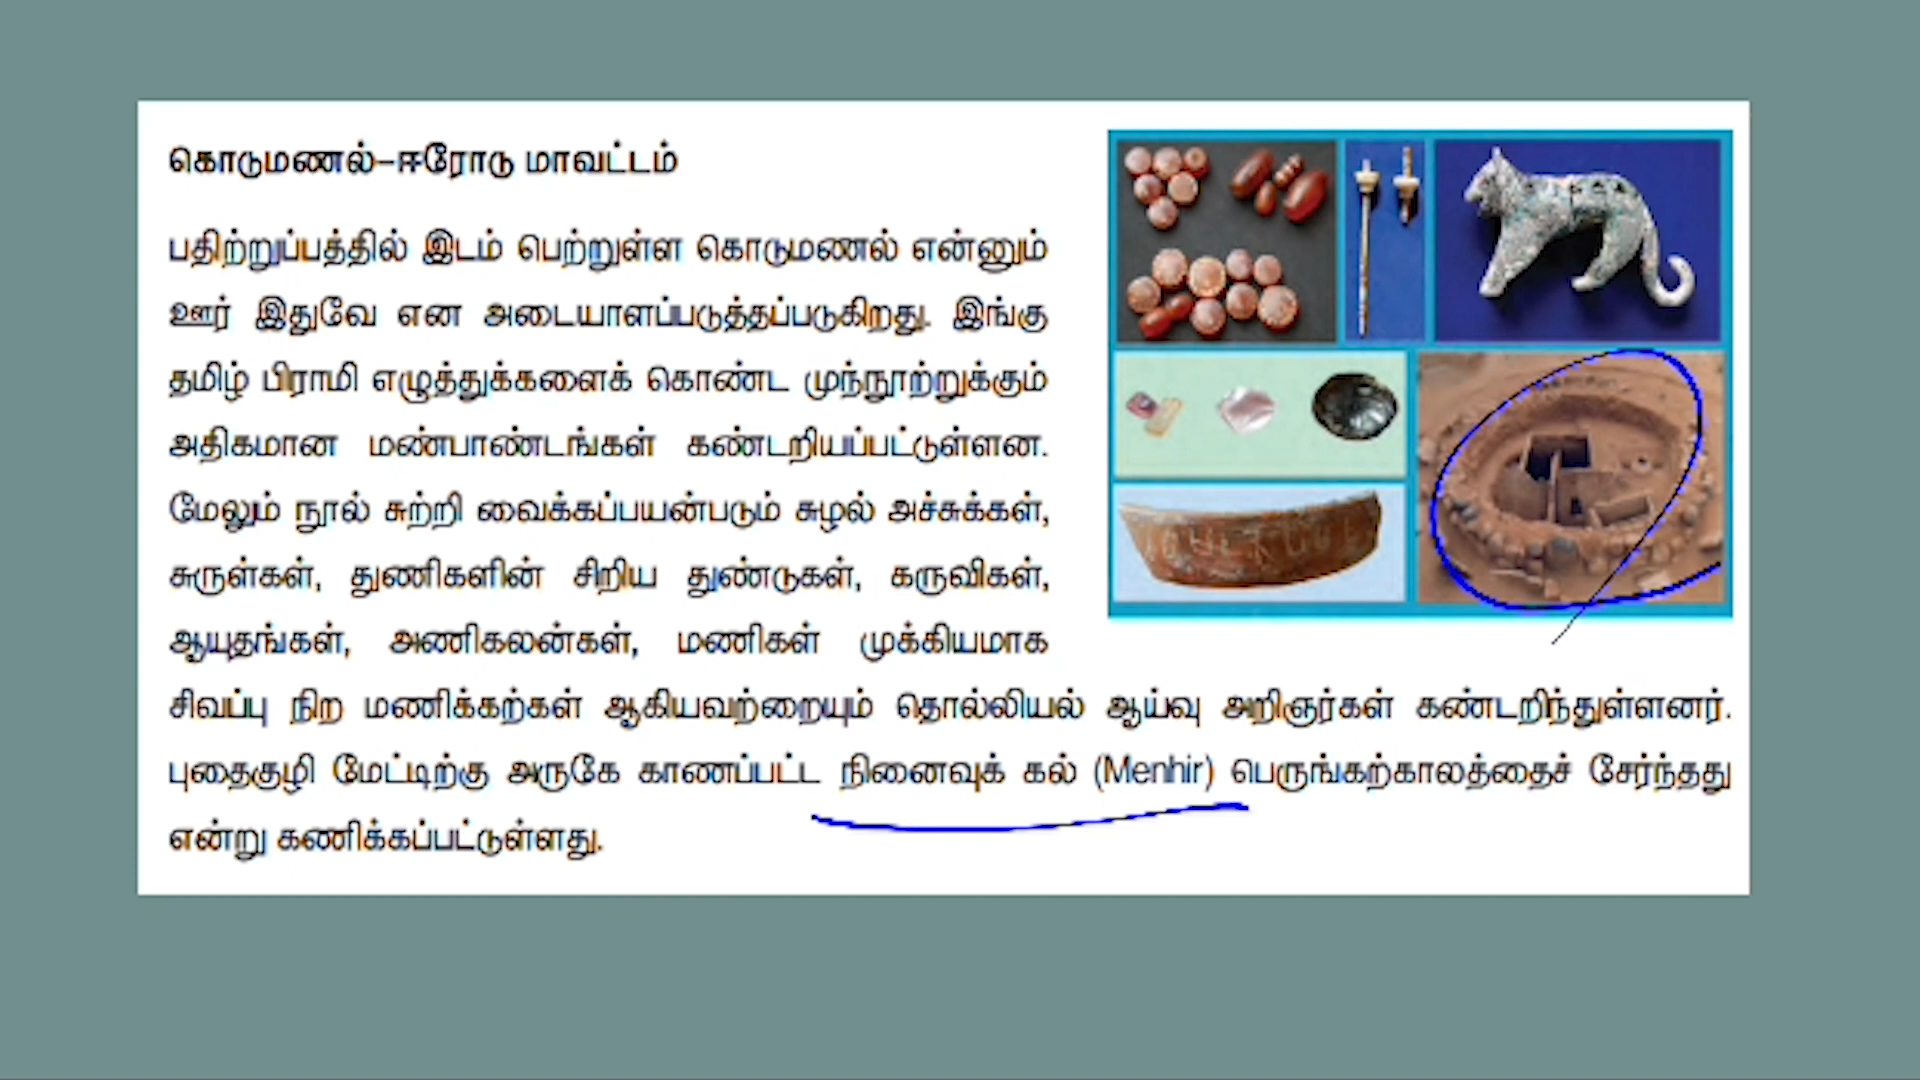 கொடுமணல்–ஈரோடு மாவட்டம்
பதிற்றுப்பத்தில் இடம் பெற்றுள்ள கொடுமணல் என்னும்
ஊர் இதுவே என அடையாளப்படுத்தப்படுகிறது. இங்கு
தமிழ் பிராமி எழுத்துக்களைக் கொண்ட முந்நூற்றுக்கும்
அதிகமான மண்பாண்டங்கள் கண்டறியப்பட்டுள்ளன.
மேலும் நூல் சுற்றி வைக்கப்பயன்படும் சுழல் அச்சுக்கள்,
சுருள்கள், துணிகளின் சிறிய துண்டுகள், கருவிகள்,
ஆயுதங்கள், அணிகலன்கள், மணிகள் முக்கியமாக
சிவப்பு நிற மணிக்கற்கள் ஆகியவற்றையும் தொல்லியல் ஆய்வு அறிஞர்கள் கண்டறிந்துள்ளனர்.
புதைகுழி மேட்டிற்கு அருகே காணப்பட்ட நினைவுக் கல் (Menhir) பெருங்கற்காலத்தைச் சேர்ந்தது
என்று கணிக்கப்பட்டுள்ளது.